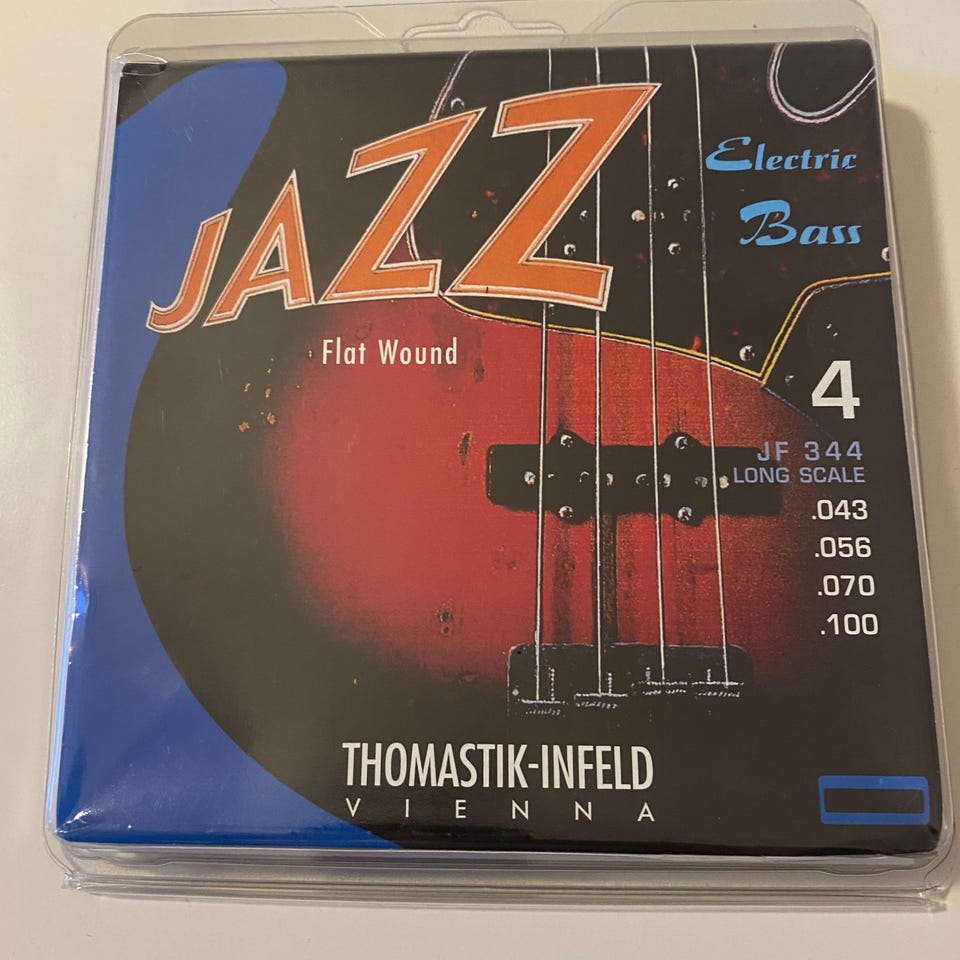 JAZZ
Electric
Bass
Flat Wound
4
JF 344
LONG SCALE
.043
.056
.070
.100
THOMASTIK-INFELD
VIENNA